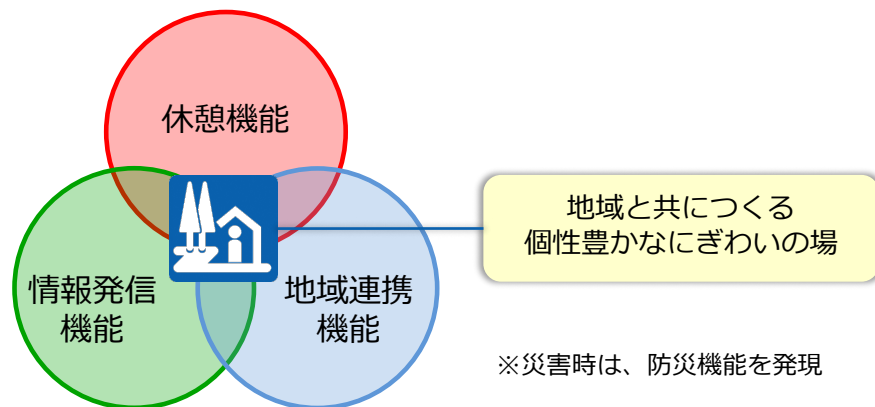 休憩機能
地域と共につくる
個性豊かなにぎわいの場
情報発信
機能
地域連携
機能
※災害時は、防災機能を発現